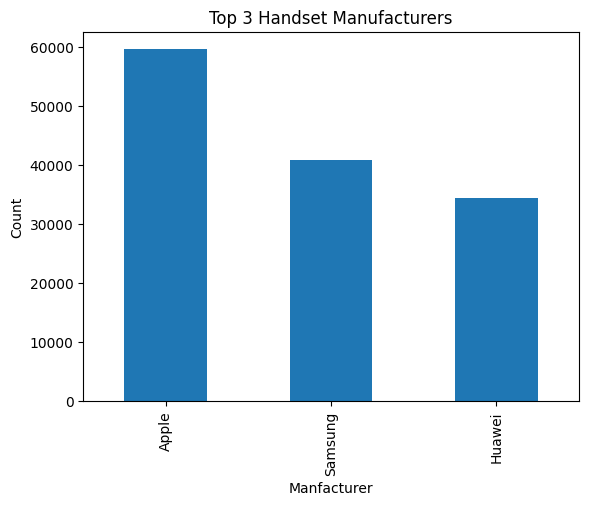 Top 3 Handset Manufacturers
60000
50000
40000
30000
20000
10000
0
Count
Apple
Samsung
Huawei
Manfacturer